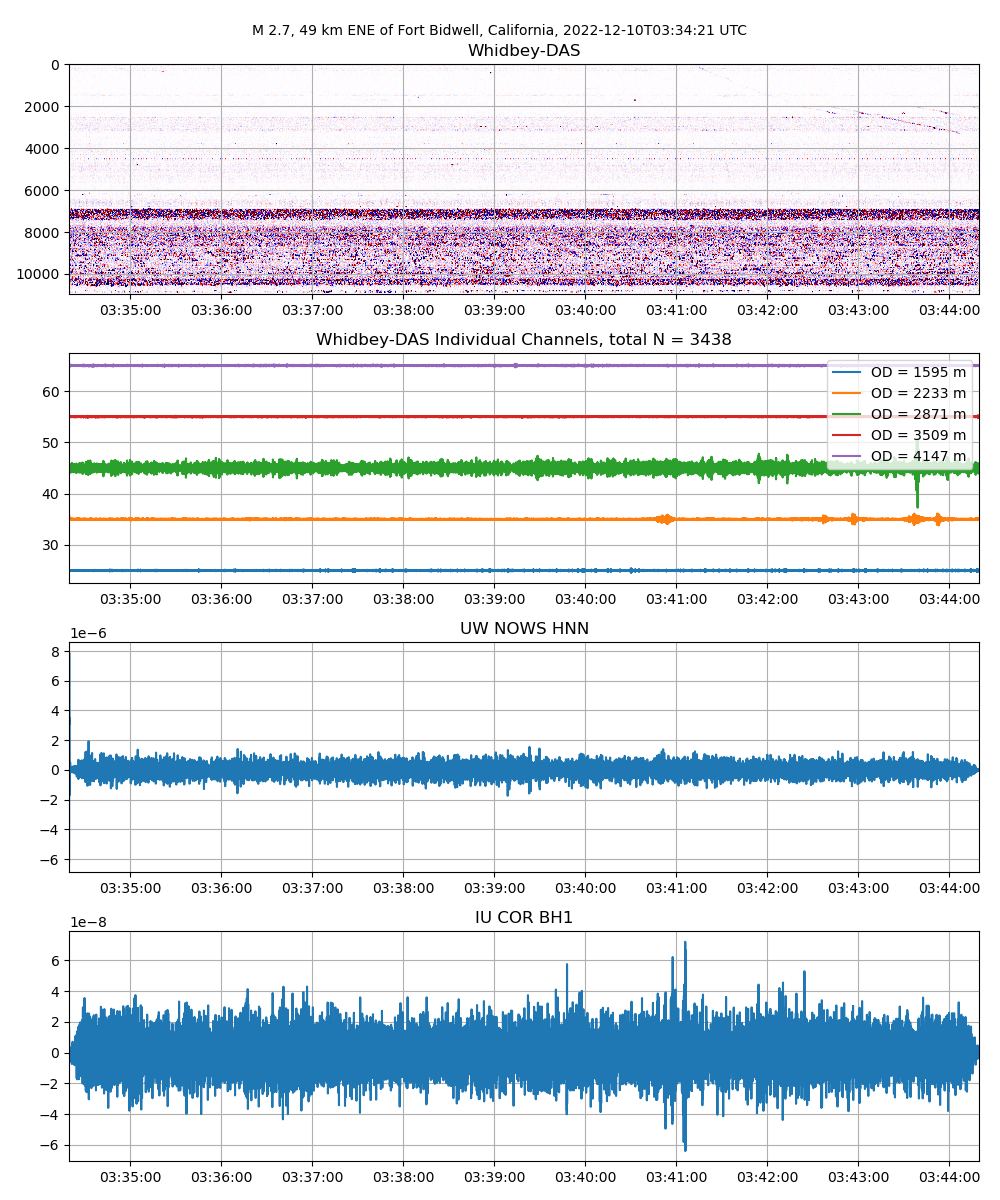 M 2.7, 49 km ENE of Fort Bidwell, California, 2022-12-10T03:34:21 UTC
Whidbey-DAS
0
2000
4000
6000
8000
10000
03:35:00 03:36:00 03:37:00 03:38:00 03:39:00 03:40:00 03:41:00 03:42:00 03:43:00 03:44:00
Whidbey-DAS Individual Channels, total N = 3438
60
50
40
30
OD = 1595 m
OD = 2233 m
OD = 2871 m
OD = 3509 m
OD = 4147 m
03:35:00 03:36:00 03:37:00 03:38:00 03:39:00 03:40:00 03:41:00 03:42:00 03:43:00 03:44:00
UW NOWS HNN
1e−6
8
6
4
2
0
−2
−4
−6
03:35:00 03:36:00 03:37:00 03:38:00 03:39:00 03:40:00 03:41:00 03:42:00 03:43:00 03:44:00
IU COR BH1
1e−8
6
4
2
0
−2
−4
−6
03:35:00 03:36:00 03:37:00 03:38:00 03:39:00 03:40:00 03:41:00 03:42:00 03:43:00 03:44:00